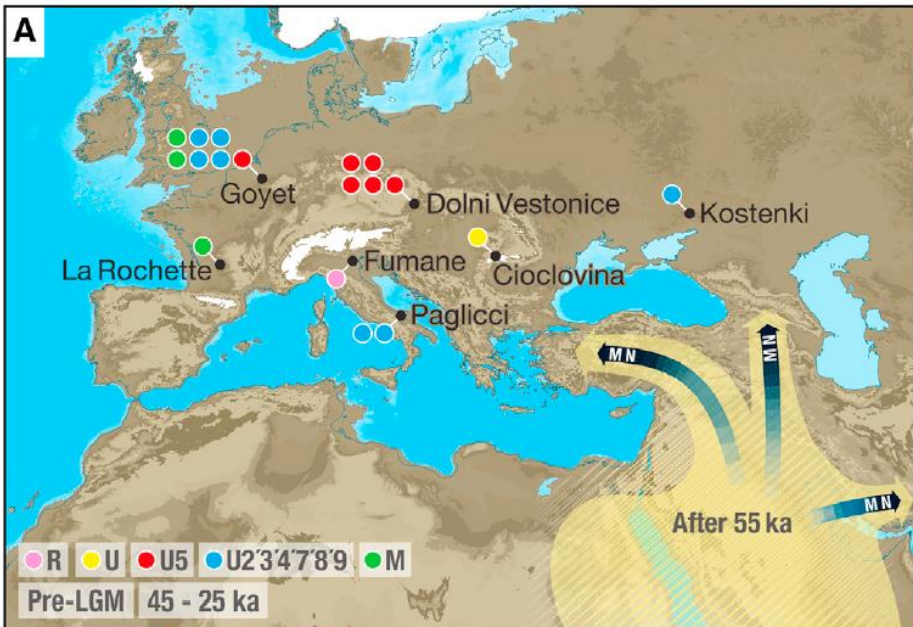 A
Goyet
Dolni Vestonice
Kostenki
La Rochette
Fumane
Cioclovina
Paglicci
M N
M N
M N
After 55 ka
R U U5 U2'3'4'7'8'9 M
Pre-LGM 45 - 25 ka